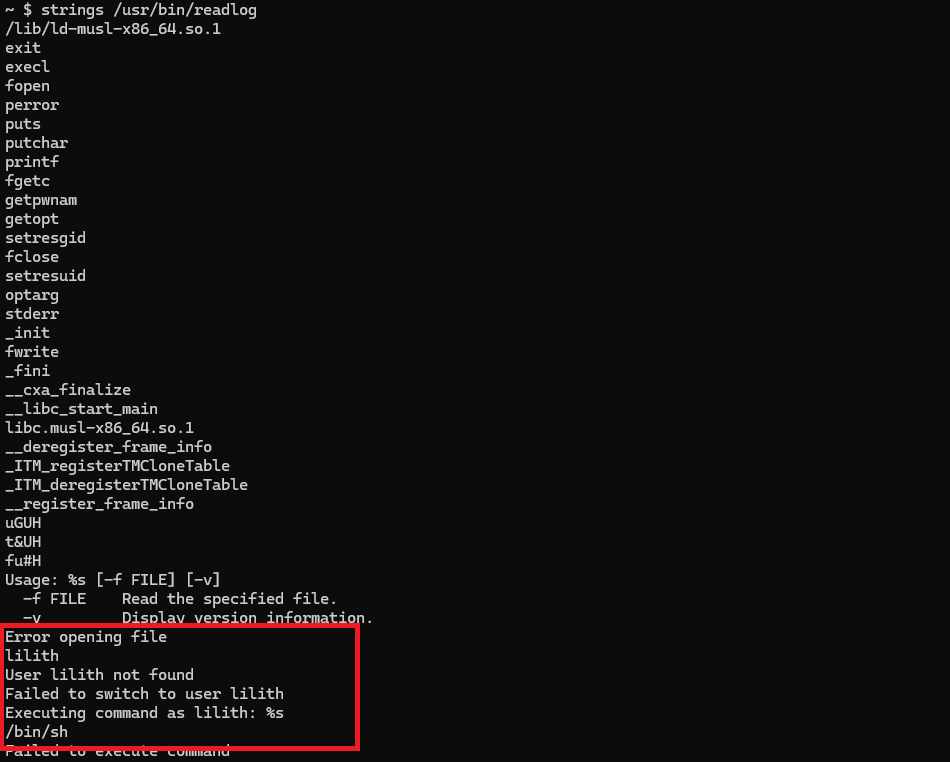 ~ $ strings /usr/bin/readlog
/lib/ld-musl-x86_64.so.1
exit
execl
fopen
perror
puts
putchar
printf
fgetc
getpwnam
getopt
setresgid
fclose
setresuid
optarg
stderr
_init
fwrite
_fini
__cxa_finalize
__libc_start_main
libc.musl-x86_64.so.1
__deregister_frame_info
_ITM_registerTMCloneTable
_ITM_deregisterTMCloneTable
__register_frame_info
uGUH
t&UH
fu#H
Usage: %s [-f FILE] [-v]
  -f FILE    Read the specified file.
  -v         Display version information.
Error opening file
lilith
User lilith not found
Failed to switch to user lilith
Executing command as lilith: %s
/bin/sh
Failed to execute command